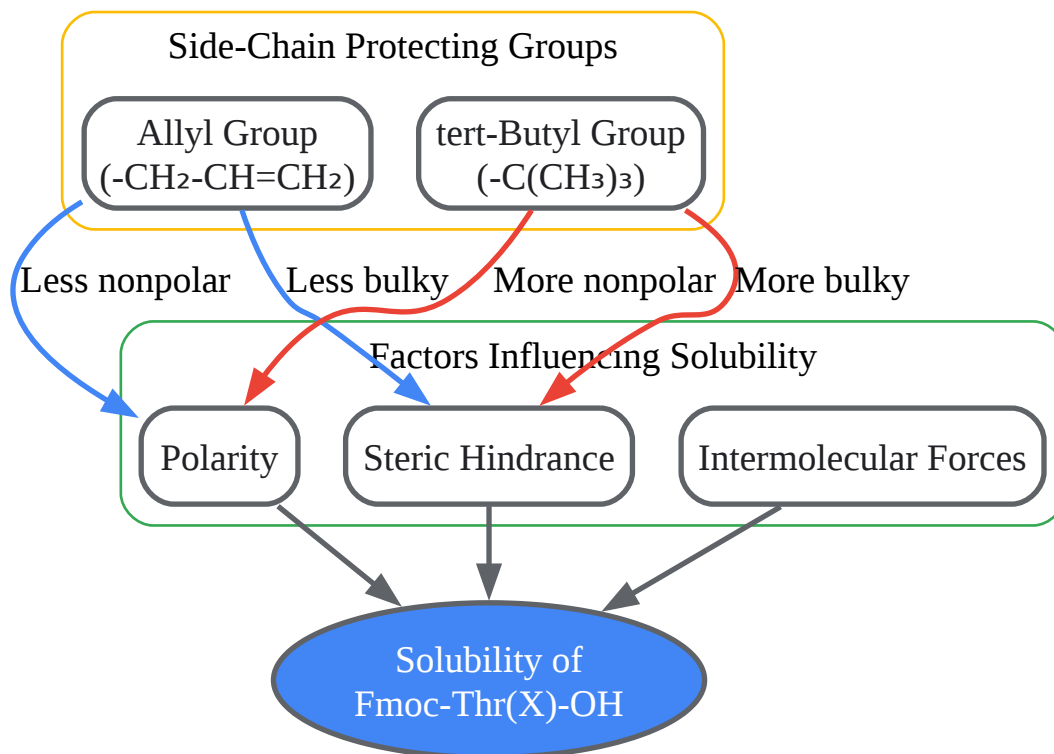 Side-Chain Protecting Groups
Allyl Group
(-CH₂-CH=CH₂)
tert-Butyl Group
(-C(CH₃)₃)
Less nonpolar
Less bulky
More nonpolar
More bulky
Factors Influencing Solubility
Polarity
Steric Hindrance
Intermolecular Forces
Solubility of
Fmoc-Thr(X)-OH